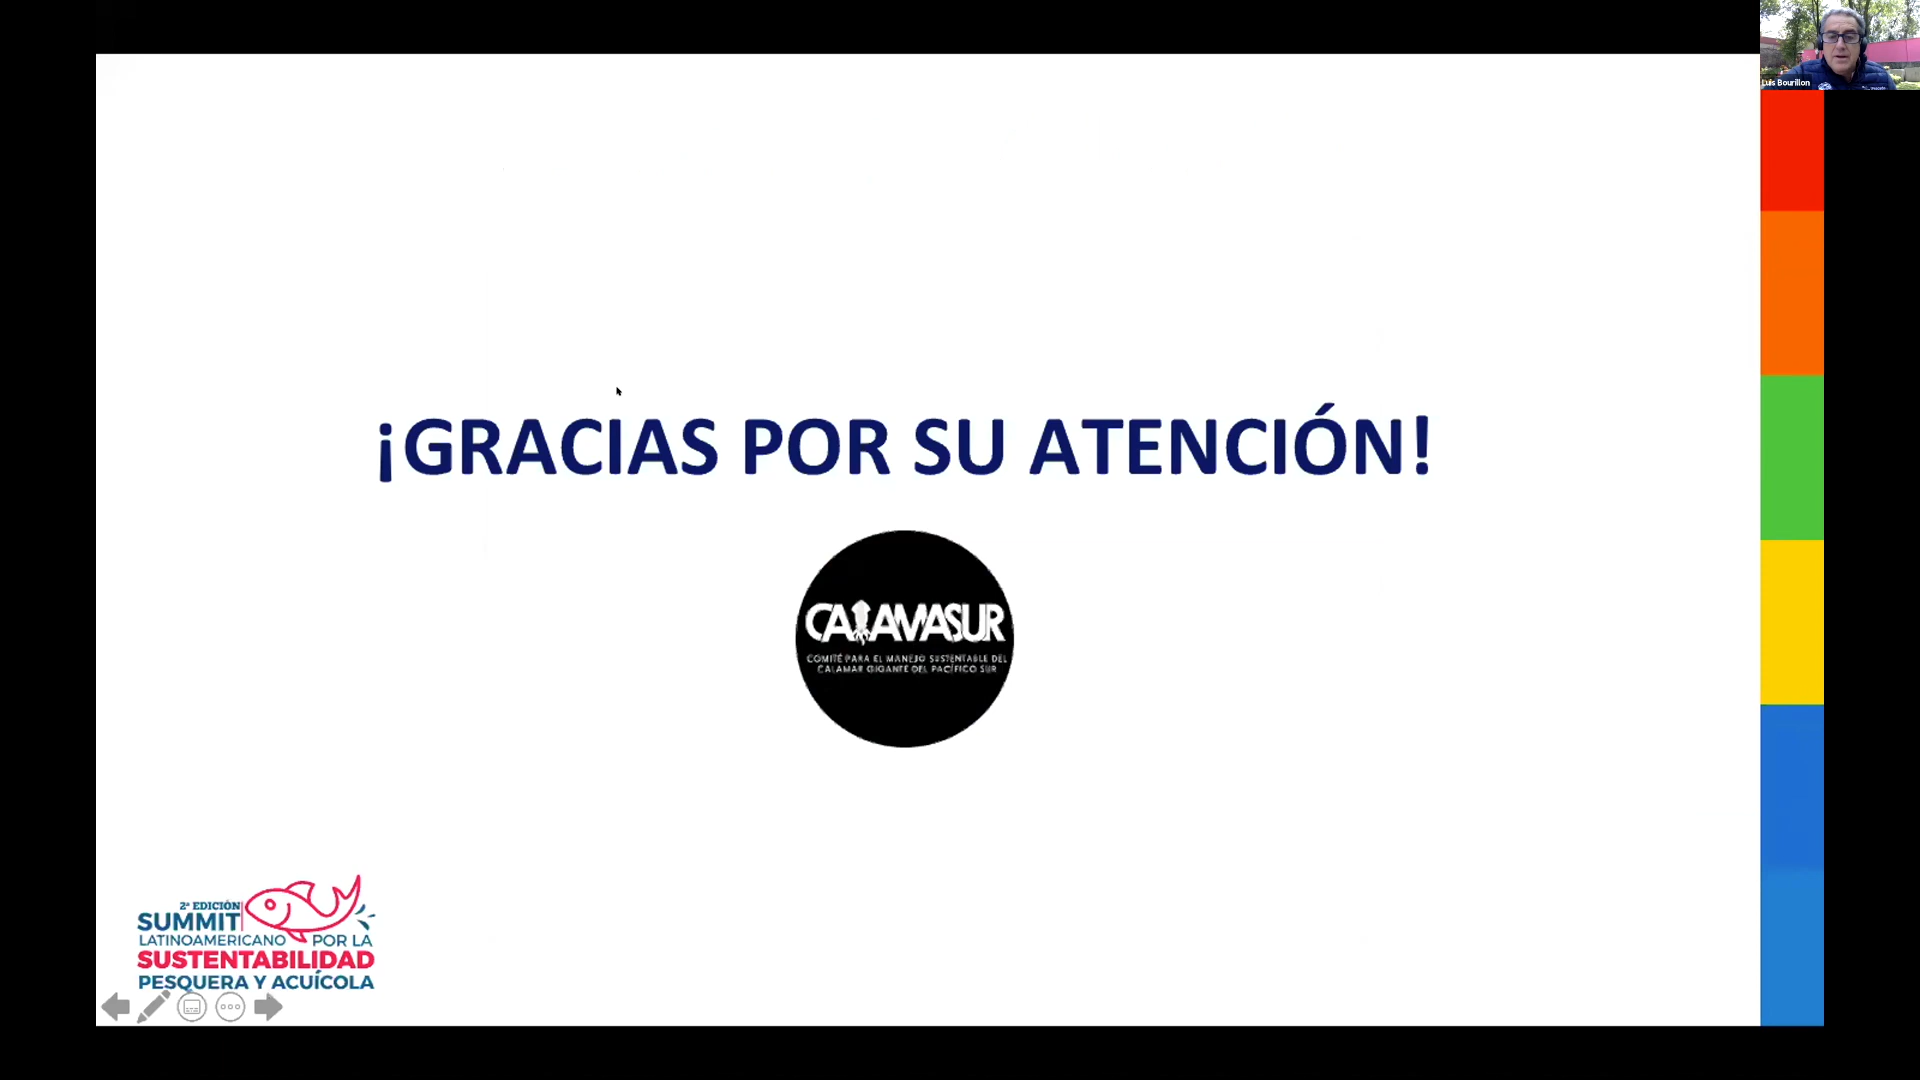 Luis Bourillon
¡GRACIAS POR SU ATENCIÓN!
CALAMASUR
COMITÉ PARA EL MANEJO SUSTENTABLE DEL
CALAMAR GIGANTE DEL PACÍFICO SUR
2ª EDICIÓN
SUMMIT
LATINOAMERICANO POR LA
SUSTENTABILIDAD
PESQUERA Y ACUÍCOLA